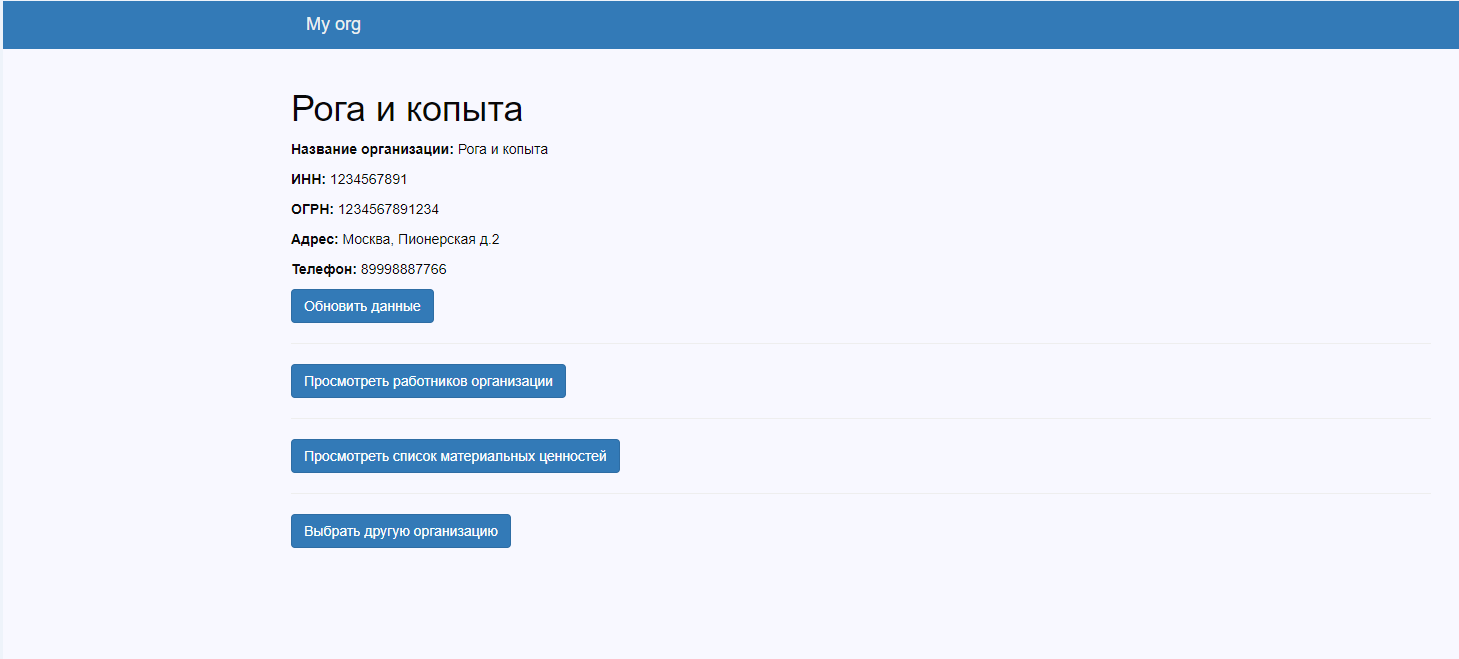 My org
Рога и копыта
Название организации: Рога и копыта
ИНН: 1234567891
ОГРН: 1234567891234
Адрес: Москва, Пионерская д.2
Телефон: 89998887766
Обновить данные
Просмотреть работников организации
Просмотреть список материальных ценностей
Выбрать другую организацию